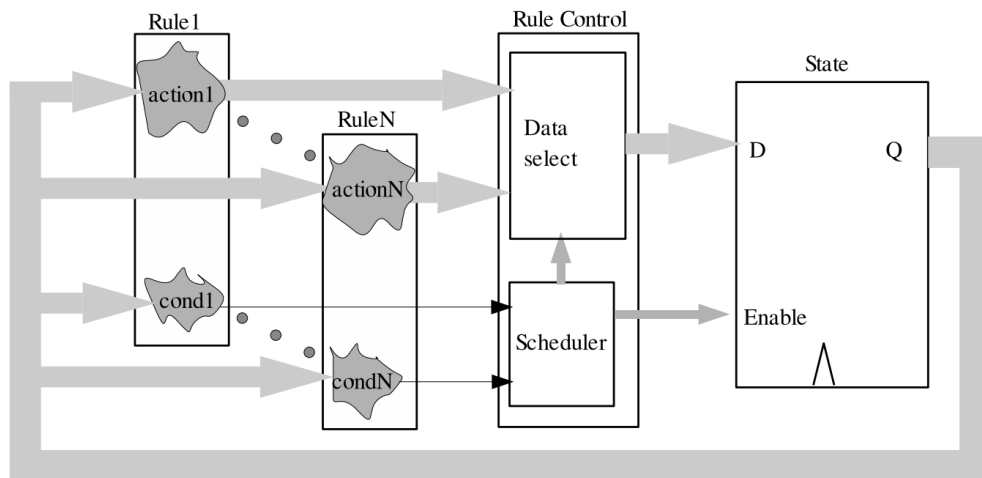 Rule1
Rule Control
State
action1
RuleN
Data
select
D
Q
actionN
cond1
Enable
Scheduler
condN